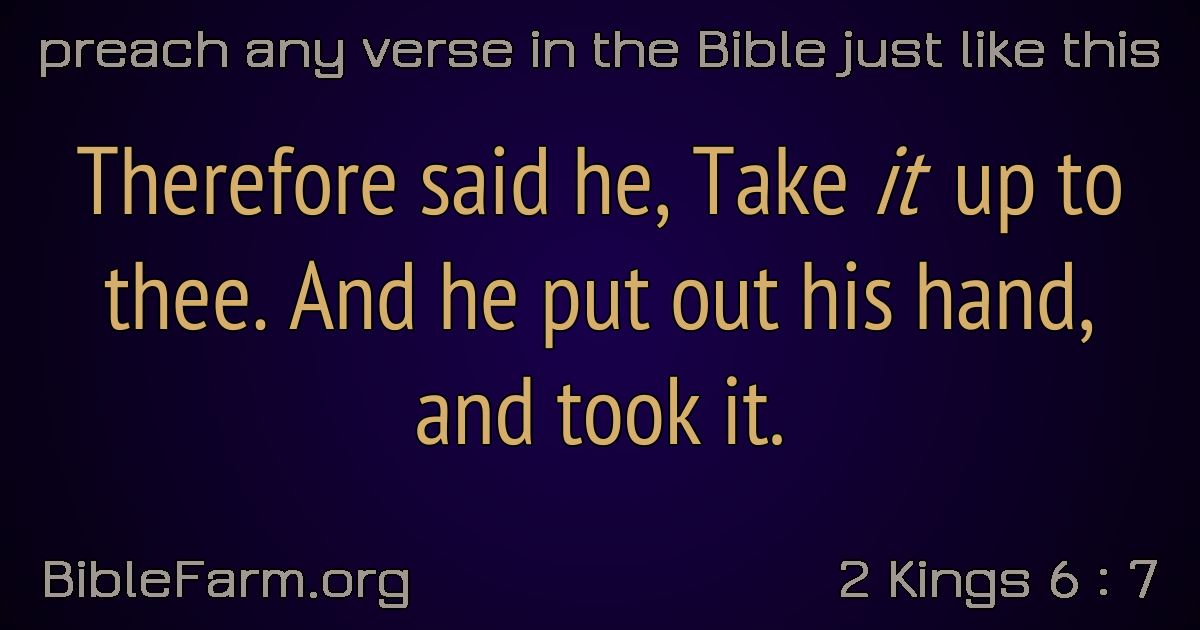 preach any verse in the Bible just like this
Therefore said he, Take it up to
thee. And he put out his hand,
and took it.
BibleFarm.org
2 Kings 6 : 7